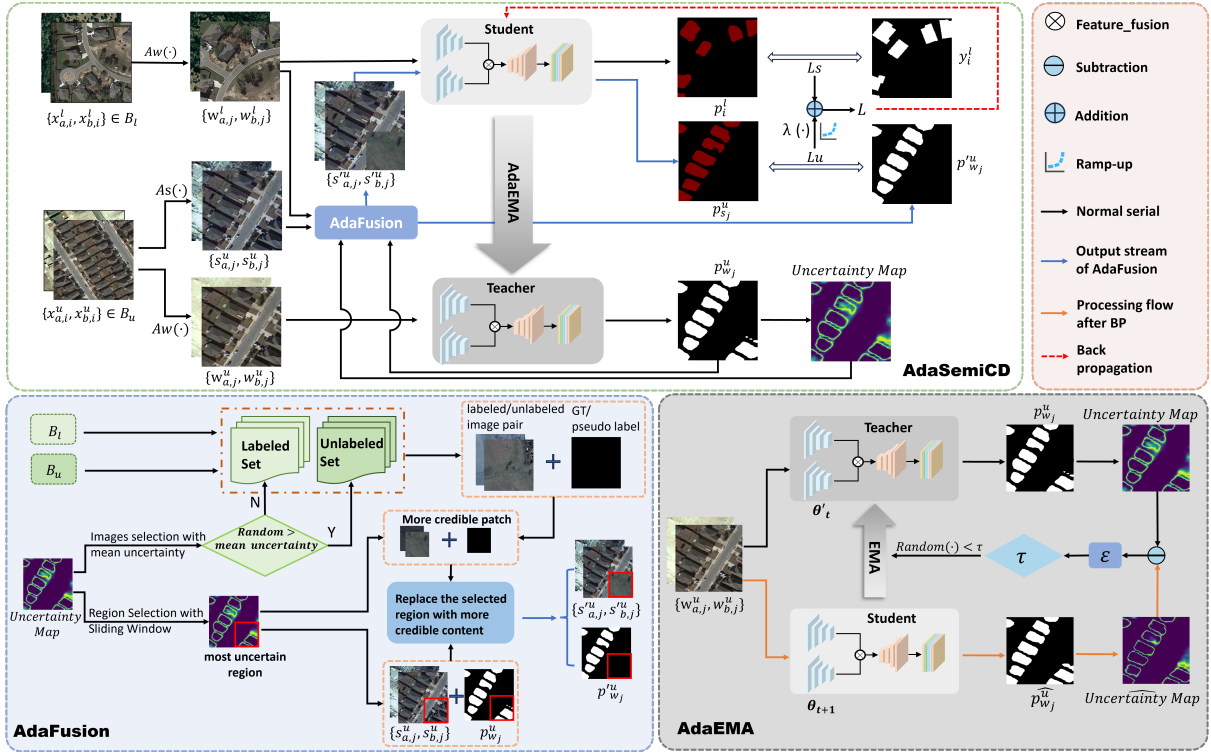 Student
Aw(·)
{x^l_{a,i}, x^l_{b,i}} ∈ B_l
{w^l_{a,j}, w^l_{b,j}}
p^l_i
Ls
y^l_i
L
λ (·)
Lu
{s'^u_{a,j}, s'^u_{b,j}}
AdaEMA
p^u_{s_j}
p'^u_{w_j}
As(·)
AdaFusion
{s^u_{a,j}, s^u_{b,j}}
{x^u_{a,i}, x^u_{b,i}} ∈ B_u
Aw(·)
Teacher
p^u_{w_j}
Uncertainty Map
{w^u_{a,j}, w^u_{b,j}}
AdaSemiCD
Feature_fusion
Subtraction
Addition
Ramp-up
Normal serial
Output stream
of AdaFusion
Processing flow
after BP
Back
propagation
B_l
B_u
Labeled
Set
Unlabeled
Set
labeled/unlabeled
image pair
GT/
pseudo label
N
Y
Random >
mean uncertainty
Images selection with
mean uncertainty
More credible patch
Uncertainty
Map
Region Selection with
Sliding Window
most uncertain
region
Replace the selected
region with more
credible content
{s'^u_{a,j}, s'^u_{b,j}}
p'^u_{w_j}
{s^u_{a,j}, s^u_{b,j}}
p^u_{w_j}
AdaFusion
Teacher
θ'_t
p^u_{w_j}
Uncertainty Map
EMA
Random(·) < τ
τ
ε
{w^u_{a,j}, w^u_{b,j}}
Student
θ_{t+1}
\widehat{p^u_{w_j}}
\widehat{Uncertainty Map}
AdaEMA